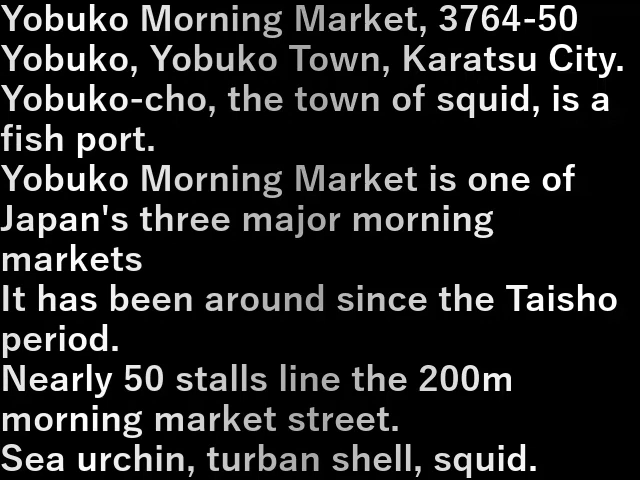 Yobuko Morning Market, 3764-50
Yobuko, Yobuko Town, Karatsu City.
Yobuko-cho, the town of squid, is a
fish port.
Yobuko Morning Market is one of
Japan's three major morning
markets
It has been around since the Taisho
period.
Nearly 50 stalls line the 200m
morning market street.
Sea urchin, turban shell, squid.